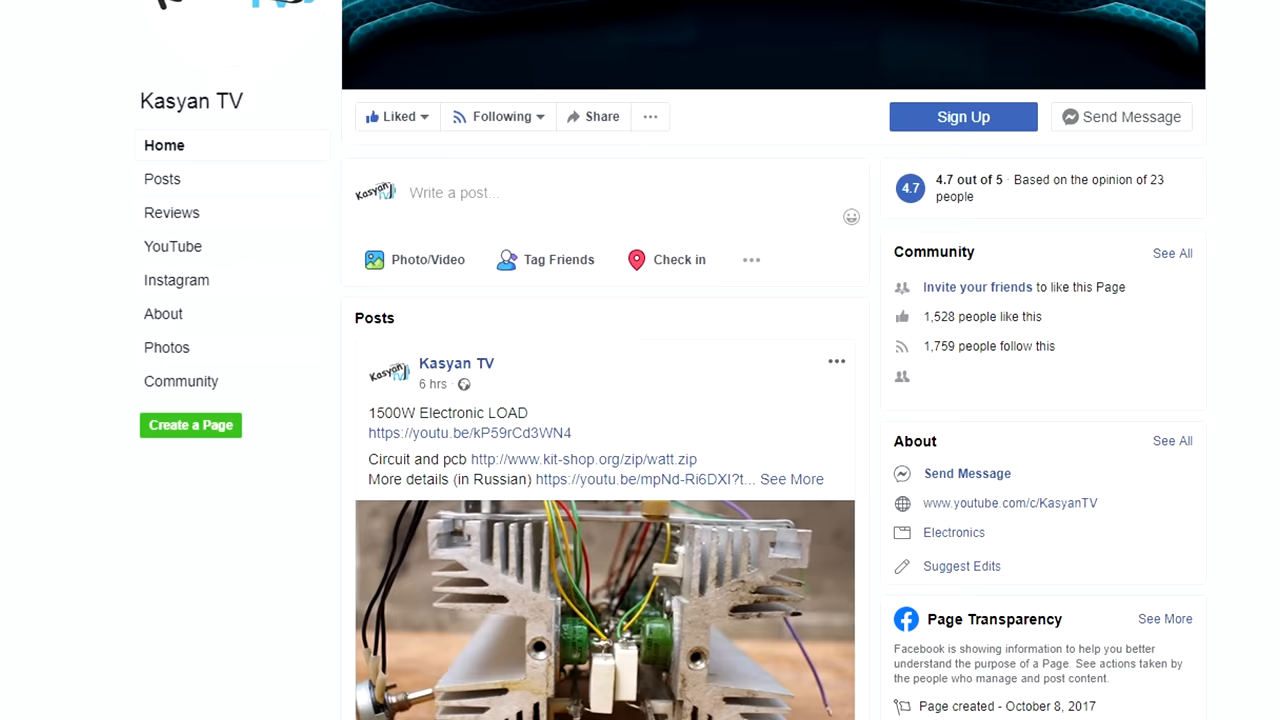 Kasyan TV
Home
Posts
Reviews
YouTube
Instagram
About
Photos
Community
Create a Page
Liked
Following
Share
Sign Up
Send Message
Kasyan
TV
Write a post...
Photo/Video
Tag Friends
Check in
Posts
Kasyan
TV
Kasyan TV
6 hrs ·
1500W Electronic LOAD
https://youtu.be/kP59rCd3WN4
Circuit and pcb http://www.kit-shop.org/zip/watt.zip
More details (in Russian) https://youtu.be/mpNd-Ri6DXI?t... See More
4.7
4.7 out of 5 · Based on the opinion of 23
people
Community
See All
Invite your friends to like this Page
1,528 people like this
1,759 people follow this
About
See All
Send Message
www.youtube.com/c/KasyanTV
Electronics
Suggest Edits
Page Transparency
See More
Facebook is showing information to help you better
understand the purpose of a Page. See actions taken by
the people who manage and post content.
Page created - October 8, 2017